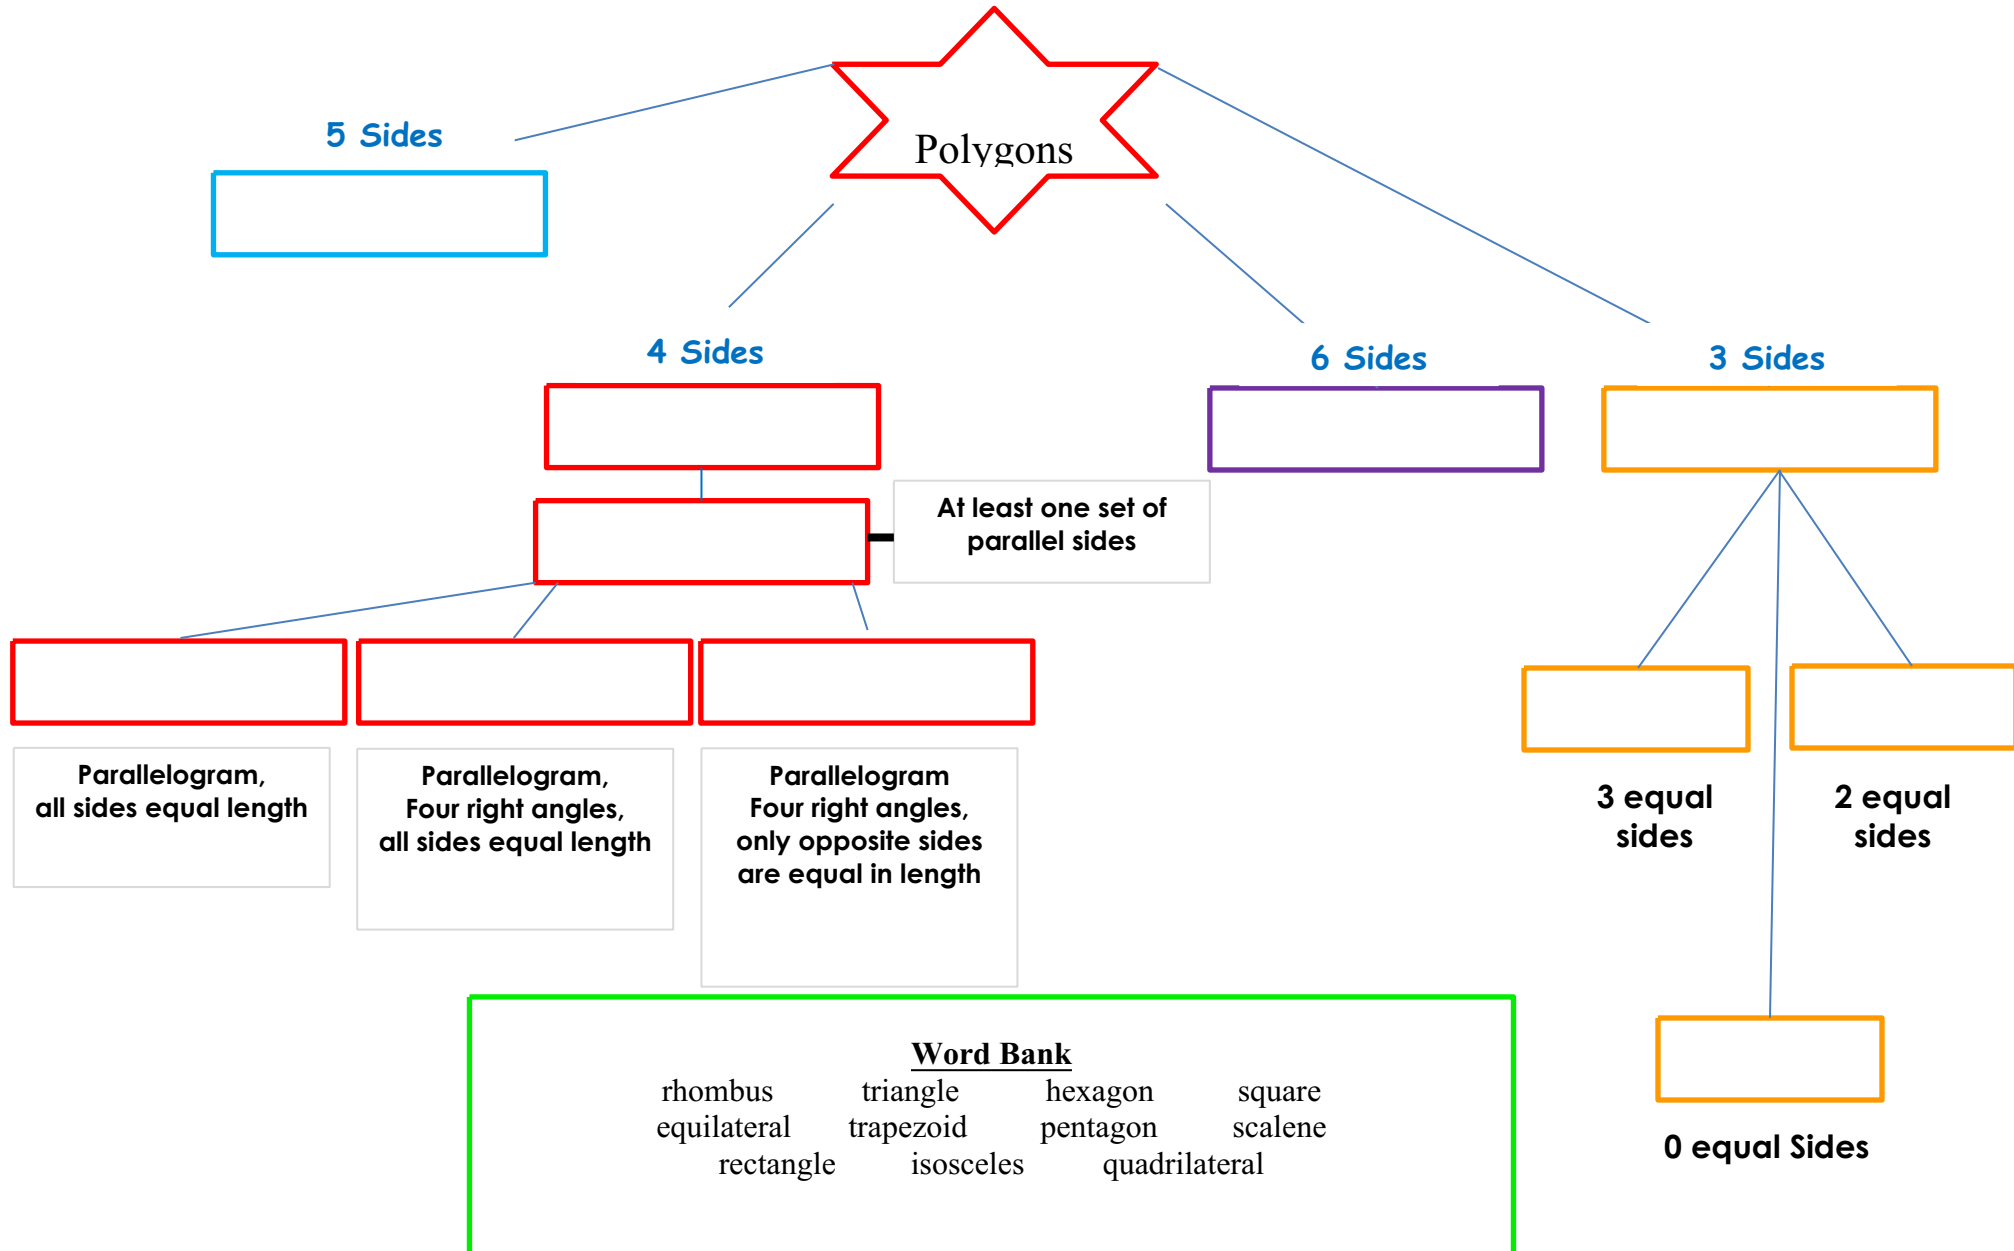 Polygons
5 Sides
4 Sides
6 Sides
3 Sides
At least one set of
parallel sides
Parallelogram,
all sides equal length
Parallelogram,
Four right angles,
all sides equal length
Parallelogram
Four right angles,
only opposite sides
are equal in length
3 equal
sides
2 equal
sides
0 equal Sides
Word Bank
rhombus triangle hexagon square
equilateral trapezoid pentagon scalene
rectangle isosceles quadrilateral